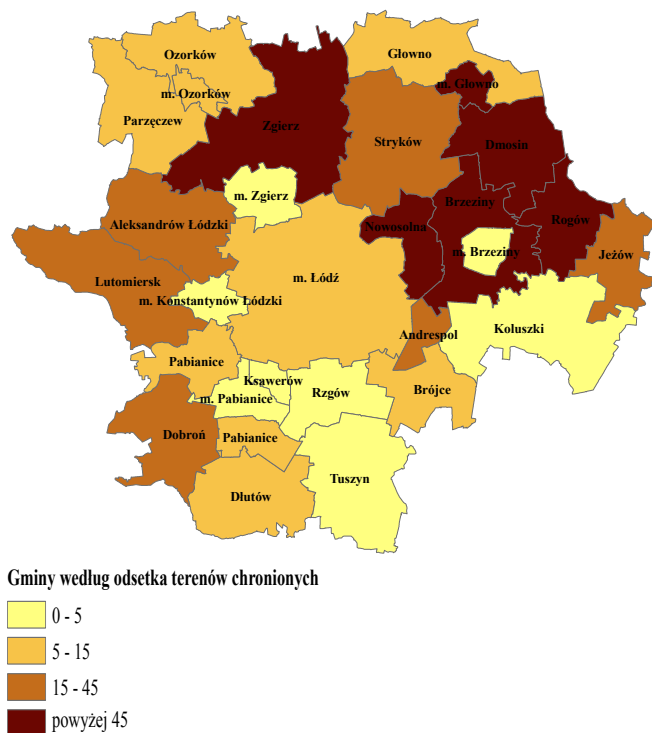 Ozorków
Głowno
m. Ozorków
m. Głowno
Parzęczew
Zgierz
Stryków
Dmosin
m. Zgierz
Brzeziny
Aleksandrów Łódzki
Nowosolna
Rogów
m. Brzeziny
Jeżów
Lutomiersk
m. Łódź
m. Konstantynów Łódzki
Andrespol
Koluszki
Pabianice
Ksawerów
Rzgów
Brójce
m. Pabianice
Dobroń
Pabianice
Tuszyn
Dłutów
Gminy według odsetka terenów chronionych
0 - 5
5 - 15
15 - 45
powyżej 45